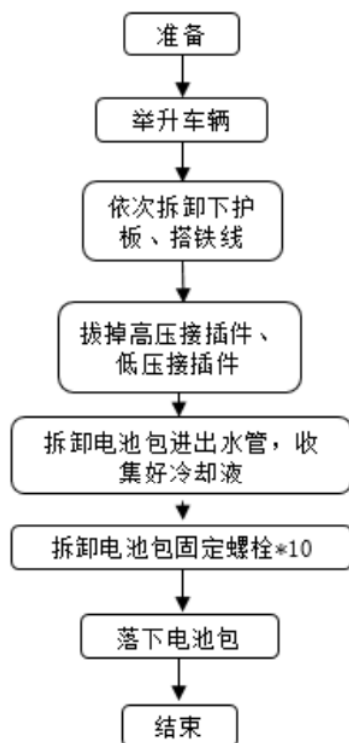 准备
举升车辆
依次拆卸下护
板、搭铁线
拔掉高压接插件、
低压接插件
拆卸电池包进出水管，收
集好冷却液
拆卸电池包固定螺栓*10
落下电池包
结束